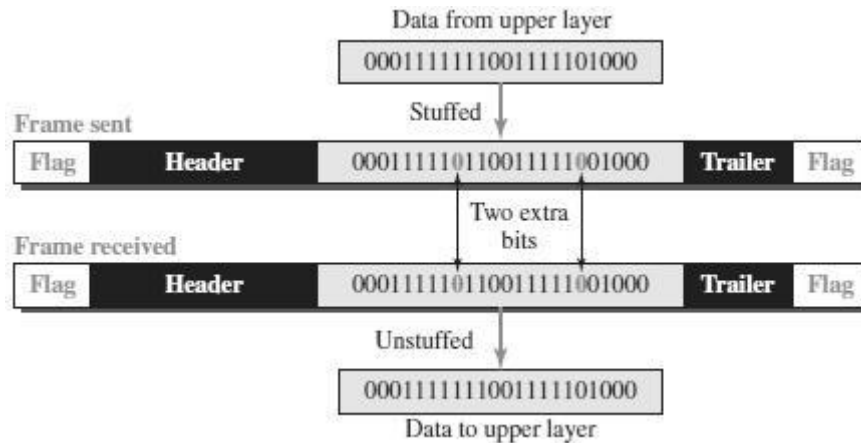 Data from upper layer
0001111111001111101000
Stuffed
Frame sent
Flag Header 000111110110011111001000 Trailer Flag
Two extra
bits
Frame received
Flag Header 000111110110011111001000 Trailer Flag
Unstuffed
0001111111001111101000
Data to upper layer